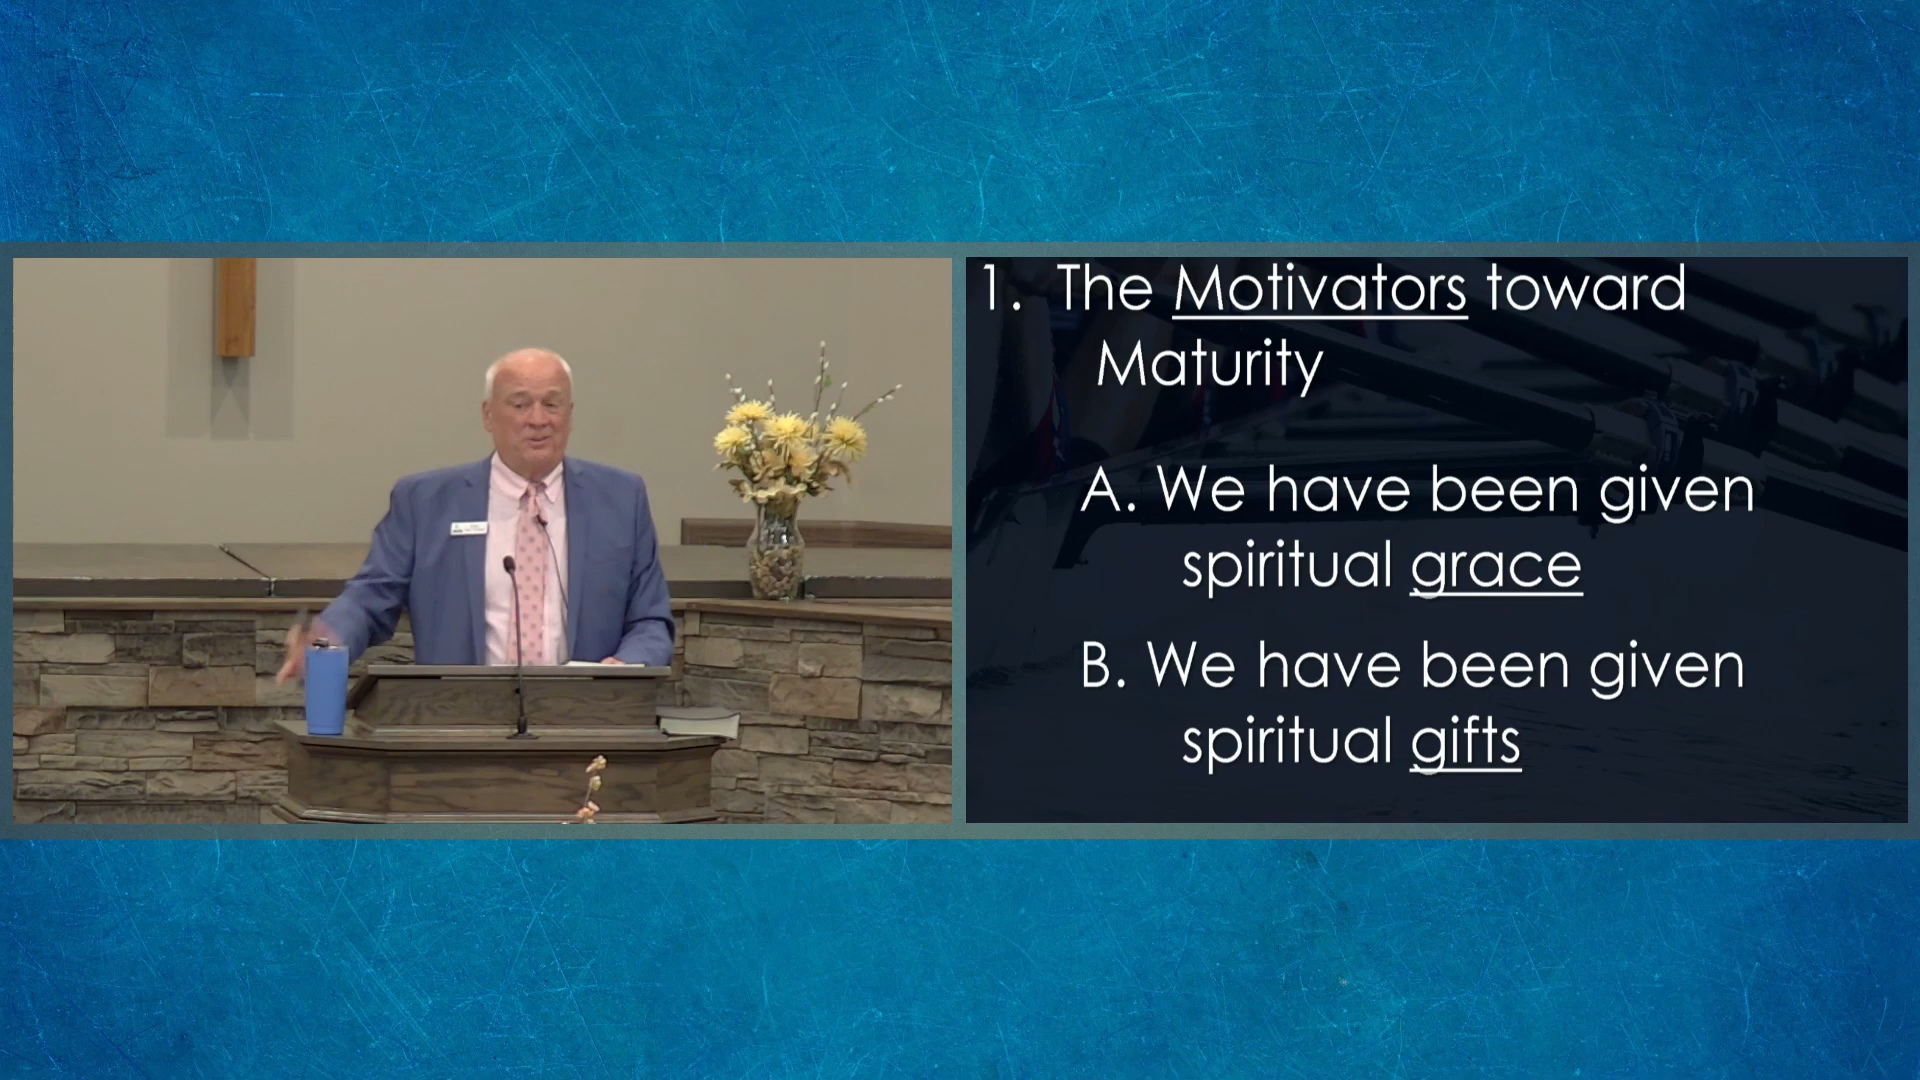 1. The Motivators toward
Maturity
A. We have been given
spiritual grace
B. We have been given
spiritual gifts